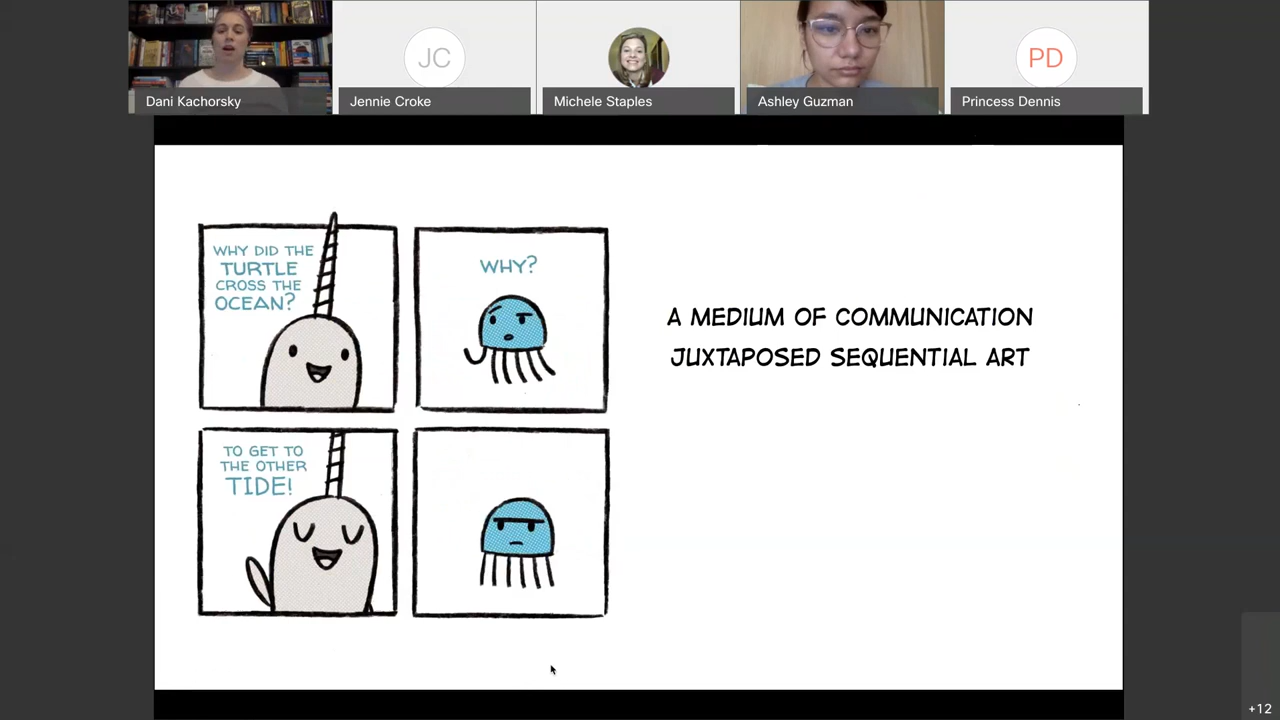 JC
PD
Dani Kachorsky
Jennie Croke
Michele Staples
Ashley Guzman
Princess Dennis
WHY DID THE
TURTLE
CROSS THE
OCEAN?
WHY?
TO GET TO
THE OTHER
TIDE!
A MEDIUM OF COMMUNICATION
JUXTAPOSED SEQUENTIAL ART
+12